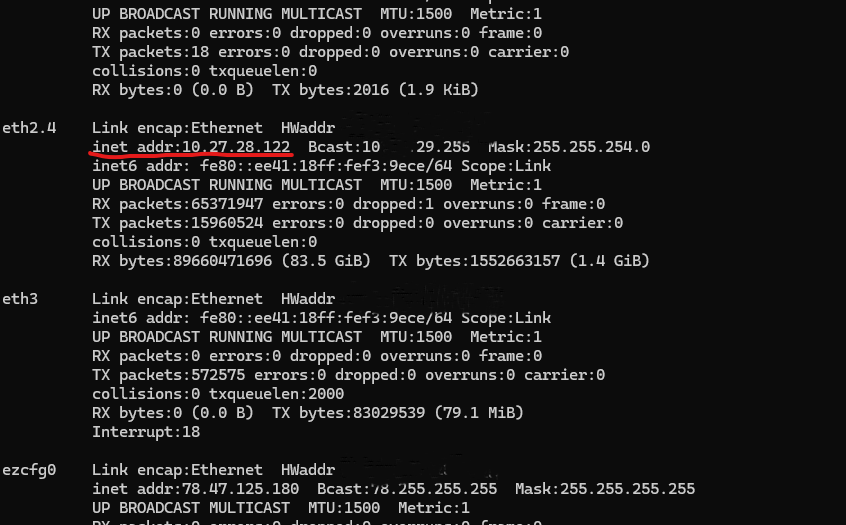 UP BROADCAST RUNNING MULTICAST MTU:1500 Metric:1
RX packets:0 errors:0 dropped:0 overruns:0 frame:0
TX packets:18 errors:0 dropped:0 overruns:0 carrier:0
collisions:0 txqueuelen:0
RX bytes:0 (0.0 B) TX bytes:2016 (1.9 KiB)
eth2.4 Link encap:Ethernet HWaddr
inet addr:10.27.28.122 Bcast:10 .29.255 Mask:255.255.254.0
inet6 addr: fe80::ee41:18ff:fef3:9ece/64 Scope:Link
UP BROADCAST RUNNING MULTICAST MTU:1500 Metric:1
RX packets:65371947 errors:0 dropped:1 overruns:0 frame:0
TX packets:15960524 errors:0 dropped:0 overruns:0 carrier:0
collisions:0 txqueuelen:0
RX bytes:89660471696 (83.5 GiB) TX bytes:1552663157 (1.4 GiB)
eth3 Link encap:Ethernet HWaddr
inet6 addr: fe80::ee41:18ff:fef3:9ece/64 Scope:Link
UP BROADCAST RUNNING MULTICAST MTU:1500 Metric:1
RX packets:0 errors:0 dropped:0 overruns:0 frame:0
TX packets:572575 errors:0 dropped:0 overruns:0 carrier:0
collisions:0 txqueuelen:2000
RX bytes:0 (0.0 B) TX bytes:83029539 (79.1 MiB)
Interrupt:18
ezcfg0 Link encap:Ethernet HWaddr
inet addr:78.47.125.180 Bcast:78.255.255.255 Mask:255.255.255.255
UP BROADCAST MULTICAST MTU:1500 Metric:1
RX packets:0 errors:0 dropped:0 overruns:0 frame:0